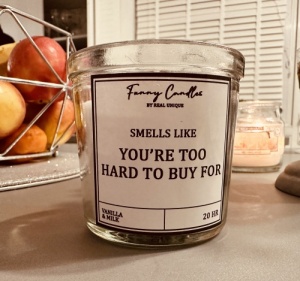 Funny Candles
BY REAL UNIQUE
SMELLS LIKE
YOU'RE TOO
HARD TO BUY FOR
VANILLA
& MILK
20 HR